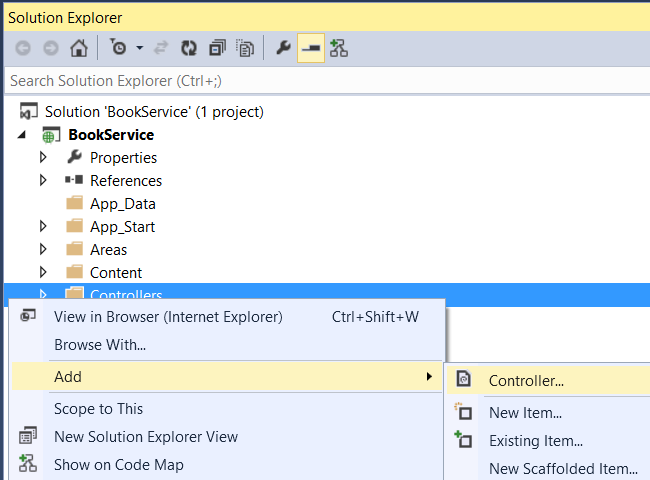 Solution Explorer
Search Solution Explorer (Ctrl+;)
Solution 'BookService' (1 project)
BookService
Properties
References
App_Data
App_Start
Areas
Content
Controllers
View in Browser (Internet Explorer) Ctrl+Shift+W
Browse With...
Add
Controller...
Scope to This
New Item...
New Solution Explorer View
Existing Item...
Show on Code Map
New Scaffolded Item...